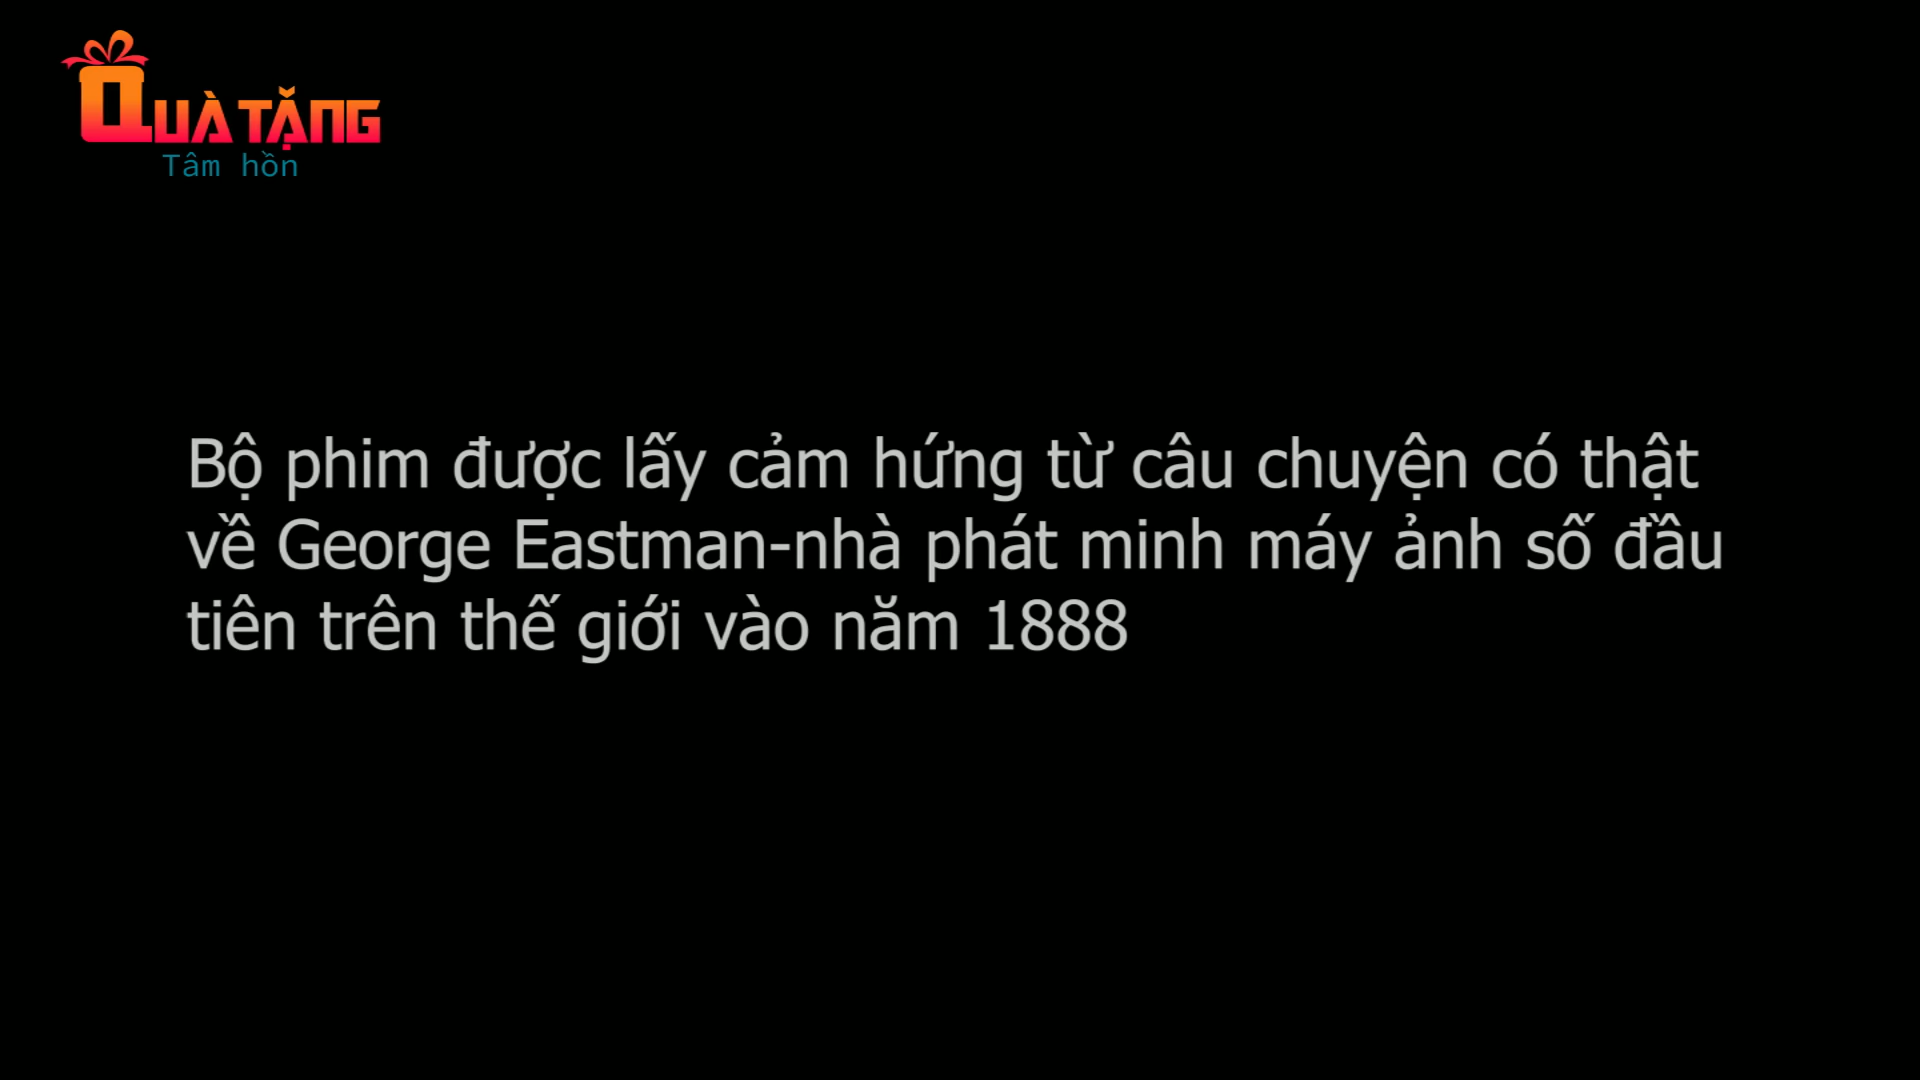 QUÀ TẶNG
Tâm hồn
Bộ phim được lấy cảm hứng từ câu chuyện có thật
về George Eastman-nhà phát minh máy ảnh số đầu
tiên trên thế giới vào năm 1888